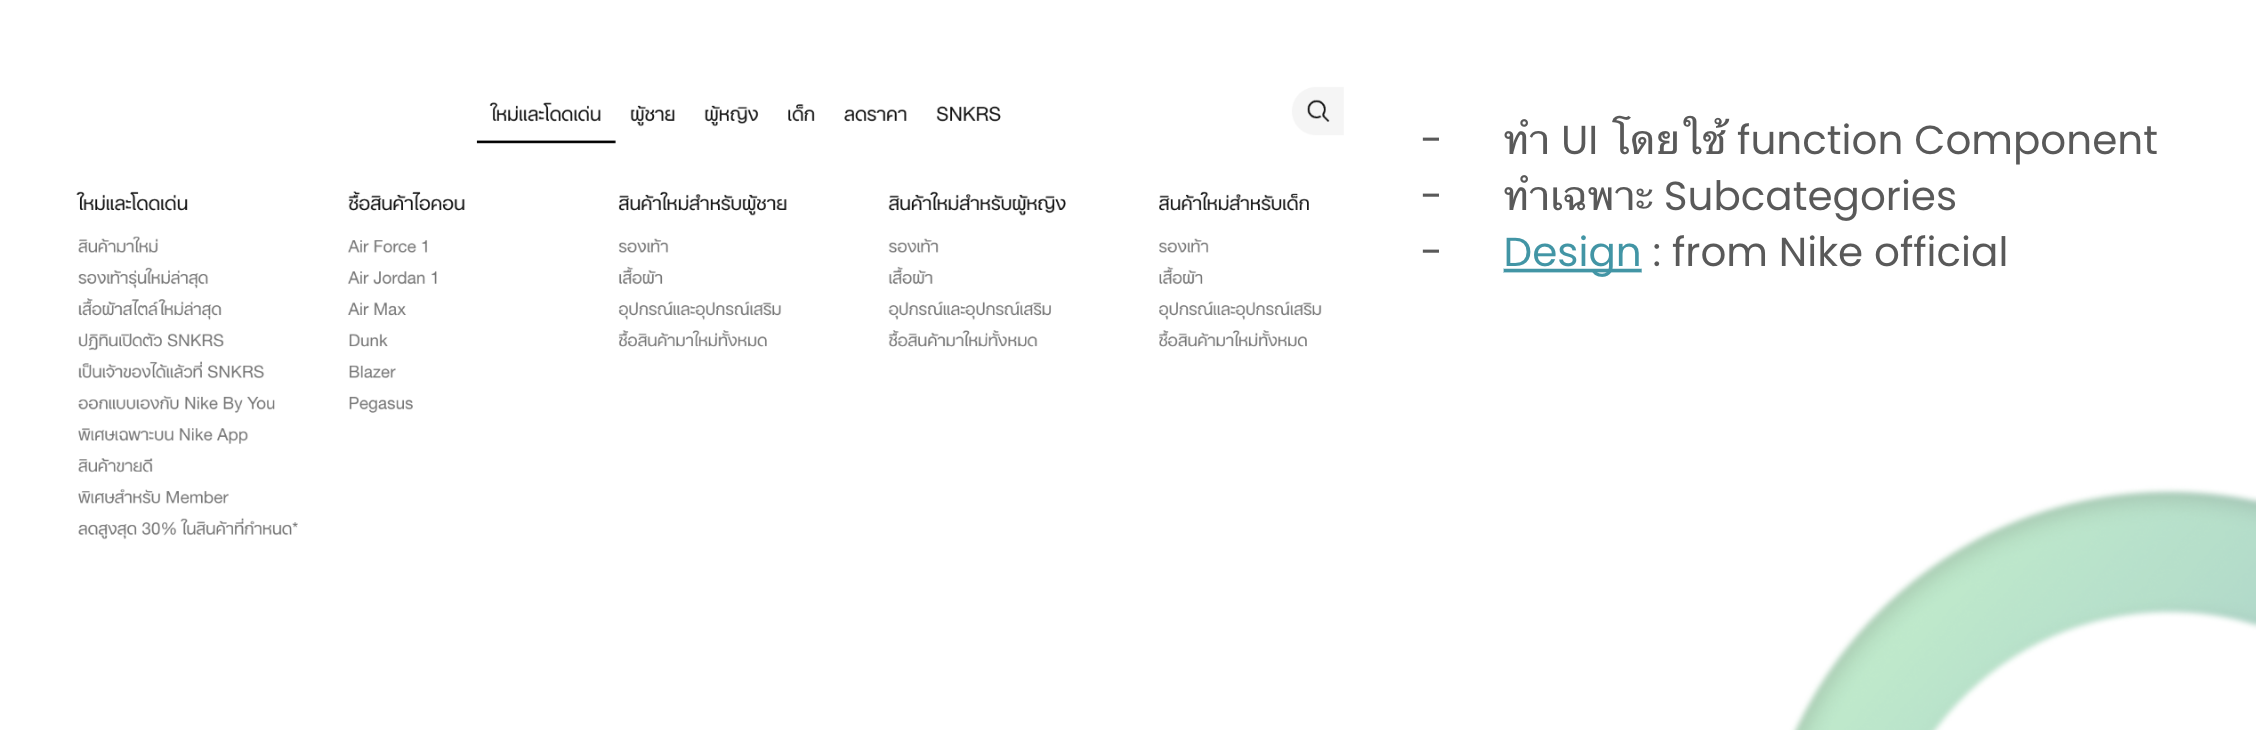 ใหม่และโดดเด่น ผู้ชาย ผู้หญิง เด็ก ลดราคา SNKRS
ใหม่และโดดเด่น
สินค้ามาใหม่
รองเท้ารุ่นใหม่ล่าสุด
เสื้อผ้าสไตล์ใหม่ล่าสุด
ปฏิทินเปิดตัว SNKRS
เป็นเจ้าของได้แล้วที่ SNKRS
ออกแบบเองกับ Nike By You
พิเศษเฉพาะบน Nike App
สินค้าขายดี
พิเศษสำหรับ Member
ลดสูงสุด 30% ในสินค้าที่กำหนด*
ซื้อสินค้าไอคอน
Air Force 1
Air Jordan 1
Air Max
Dunk
Blazer
Pegasus
สินค้าใหม่สำหรับผู้ชาย
รองเท้า
เสื้อผ้า
อุปกรณ์และอุปกรณ์เสริม
ซื้อสินค้ามาใหม่ทั้งหมด
สินค้าใหม่สำหรับผู้หญิง
รองเท้า
เสื้อผ้า
อุปกรณ์และอุปกรณ์เสริม
ซื้อสินค้ามาใหม่ทั้งหมด
สินค้าใหม่สำหรับเด็ก
รองเท้า
เสื้อผ้า
อุปกรณ์และอุปกรณ์เสริม
ซื้อสินค้ามาใหม่ทั้งหมด
- ทำ UI โดยใช้ function Component
- ทำเฉพาะ Subcategories
- Design : from Nike official